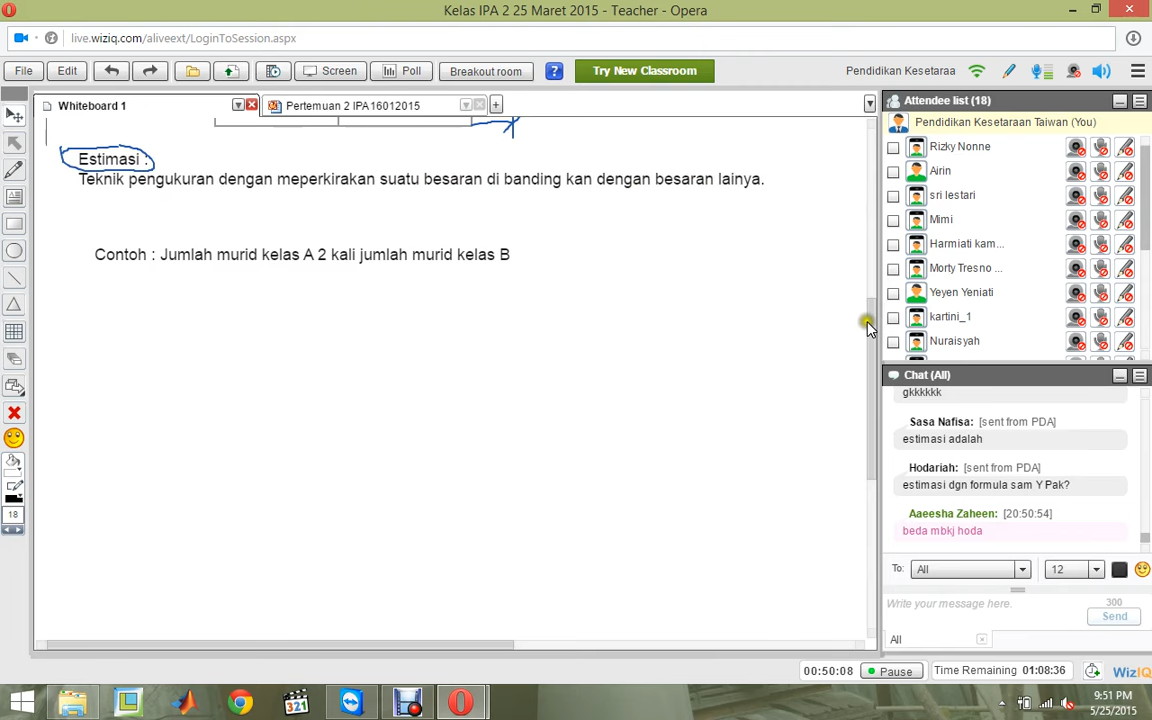 Kelas IPA 2 25 Maret 2015 - Teacher - Opera
live.wiziq.com/aliveext/LoginToSession.aspx
File Edit Screen Poll Breakout room ? Try New Classroom Pendidikan Kesetaraa
Whiteboard 1 Pertemuan 2 IPA16012015
Estimasi :
Teknik pengukuran dengan meperkirakan suatu besaran di banding kan dengan besaran lainya.
Contoh : Jumlah murid kelas A 2 kali jumlah murid kelas B
18
Attendee list (18)
Pendidikan Kesetaraan Taiwan (You)
Rizky Nonne
Airin
sri lestari
Mimi
Harmiati kam...
Morty Tresno ...
Yeyen Yeniati
kartini_1
Nuraisyah
Chat (All)
gkkkkkk
Sasa Nafisa: [sent from PDA]
estimasi adalah
Hodariah: [sent from PDA]
estimasi dgn formula sam Y Pak?
Aaeesha Zaheen: [20:50:54]
beda mbkj hoda
To: All 12
Write your message here.
300
Send
All
00:50:08 Pause Time Remaining 01:08:36 WizIQ
321
9:51 PM
5/25/2015